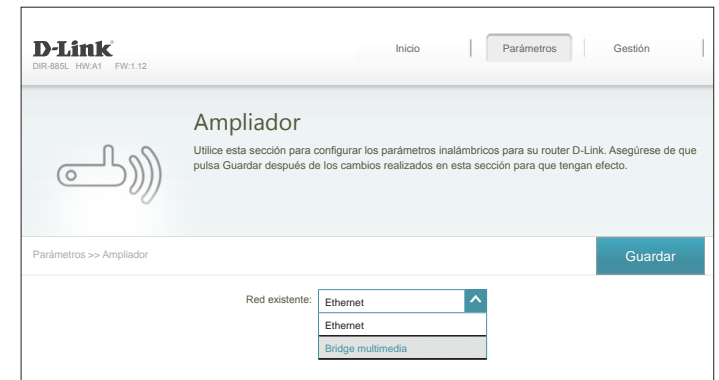 D-Link
DIR-885L HW:A1 FW:1.12
Inicio
Parámetros
Gestión
Ampliador
Utilice esta sección para configurar los parámetros inalámbricos para su router D-Link. Asegúrese de que
pulsa Guardar después de los cambios realizados en esta sección para que tengan efecto.
Parámetros >> Ampliador
Guardar
Red existente:
Ethernet
Ethernet
Bridge multimedia